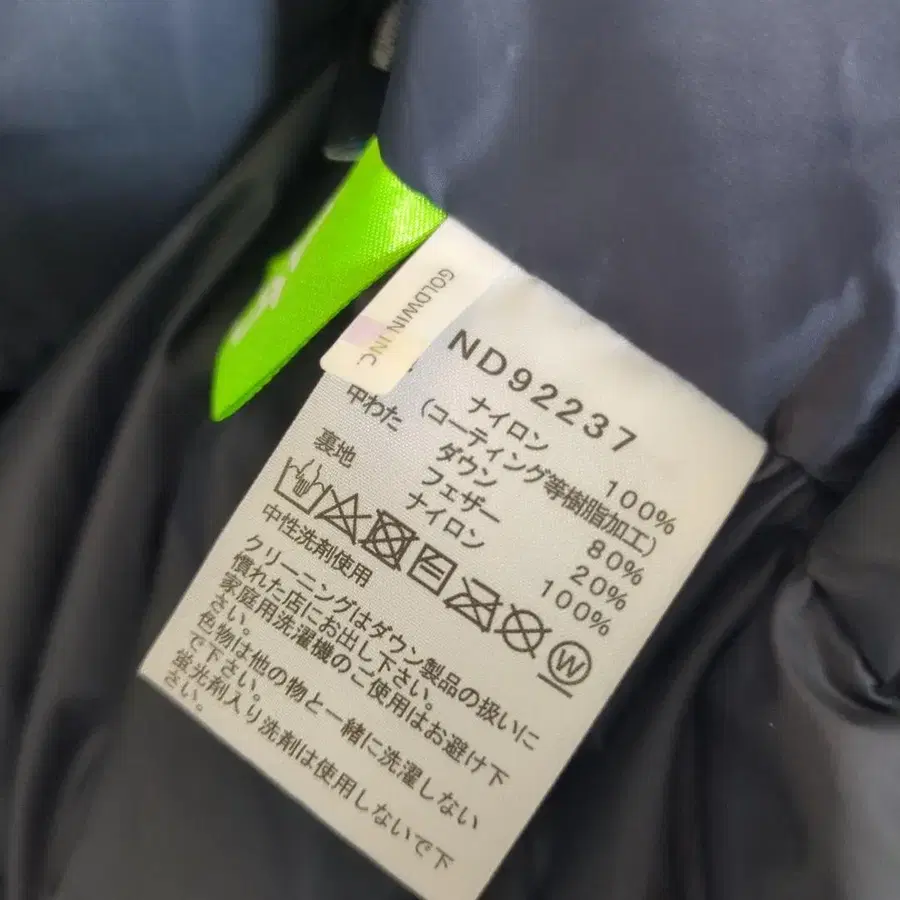 GOLDWIN INC.
ND92237
ナイロン 100%
(コーティング等樹脂加工)
中わた ダウン 80%
フェザー 20%
裏地 ナイロン 100%
W
中性洗剤使用
クリーニングはダウン製品の扱いに
慣れた店にお出し下さい。
家庭用洗濯機のご使用はお避け下
さい。
色物は他の物と一緒に洗濯しない
で下さい。
蛍光剤入り洗剤は使用しないで下
さい。